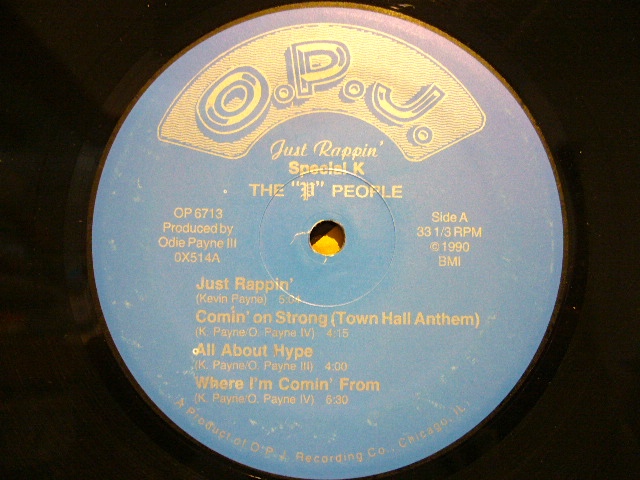 O.P.J.
Just Rappin'
Special K
THE "P" PEOPLE
OP 6713
Produced by
Odie Payne III
0X514A
Side A
33 1/3 RPM
© 1990
BMI
Just Rappin'
(Kevin Payne) 5:04
Comin' on Strong (Town Hall Anthem)
(K. Payne/O. Payne IV) 4:15
All About Hype
(K. Payne/O. Payne III) 4:00
Where I'm Comin' From
(K. Payne/O. Payne IV) 6:30
A Product of O.P.J. Recording Co., Chicago, IL.